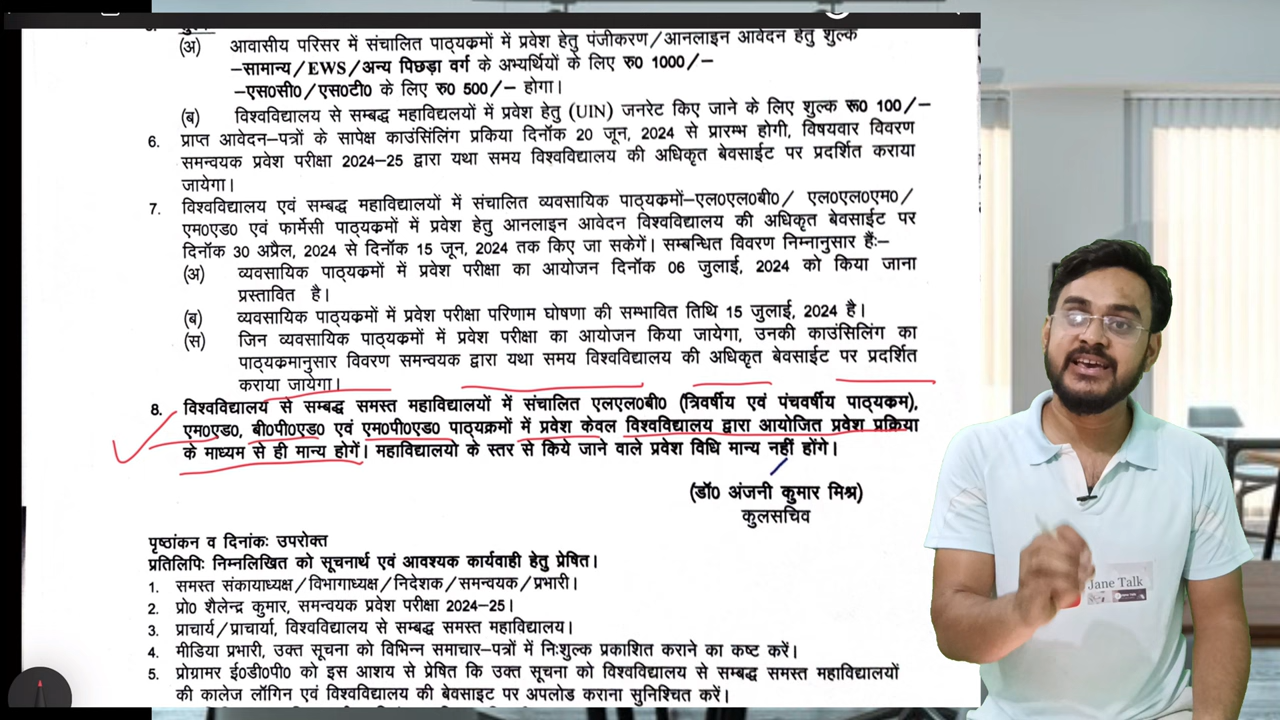 (अ) आवासीय परिसर में संचालित पाठ्यक्रमों में प्रवेश हेतु पंजीकरण/आनलाइन आवेदन हेतु शुल्क
–सामान्य/EWS/अन्य पिछड़ा वर्ग के अभ्यर्थियों के लिए रु0 1000/–
–एस0सी0/एस0टी0 के लिए रु0 500/– होगा।
(ब) विश्वविद्यालय से सम्बद्ध महाविद्यालयों में प्रवेश हेतु (UIN) जनरेट किए जाने के लिए शुल्क रू0 100/–
6. प्राप्त आवेदन–पत्रों के सापेक्ष काउंसिलिंग प्रकिया दिनॉक 20 जून, 2024 से प्रारम्भ होगी, विषयवार विवरण
समन्वयक प्रवेश परीक्षा 2024–25 द्वारा यथा समय विश्वविद्यालय की अधिकृत बेवसाईट पर प्रदर्शित कराया
जायेगा।
7. विश्वविद्यालय एवं सम्बद्ध महाविद्यालयों में संचालित व्यवसायिक पाठ्यक्रमों–एल0एल0बी0/ एल0एल0एम0/
एम0एड0 एवं फार्मेसी पाठ्यक्रमों में प्रवेश हेतु आनलाइन आवेदन विश्वविद्यालय की अधिकृत बेवसाईट पर
दिनॉक 30 अप्रैल, 2024 से दिनॉक 15 जून, 2024 तक किए जा सकेगें। सम्बन्धित विवरण निम्नानुसार हैंः–
(अ) व्यवसायिक पाठ्यक्रमों में प्रवेश परीक्षा का आयोजन दिनॉक 06 जुलाई, 2024 को किया जाना
प्रस्तावित है।
(ब) व्यवसायिक पाठ्यक्रमों में प्रवेश परीक्षा परिणाम घोषणा की सम्भावित तिथि 15 जुलाई, 2024 है।
(स) जिन व्यवसायिक पाठ्यक्रमों में प्रवेश परीक्षा का आयोजन किया जायेगा, उनकी काउंसिलिंग का
पाठ्यक्रमानुसार विवरण समन्वयक द्वारा यथा समय विश्वविद्यालय की अधिकृत बेवसाईट पर प्रदर्शित
कराया जायेगा।
8. विश्वविद्यालय से सम्बद्ध समस्त महाविद्यालयों में संचालित एलएल0बी0 (त्रिवर्षीय एवं पंचवर्षीय पाठ्यक्रम),
एम0एड0, बी0पी0एड0 एवं एम0पी0एड0 पाठ्यक्रमों में प्रवेश केवल विश्वविद्यालय द्वारा आयोजित प्रवेश प्रकिया
के माध्यम से ही मान्य होगें। महाविद्यालयो के स्तर से किये जाने वाले प्रवेश विधि मान्य नहीं होंगे।
(डॉ0 अंजनी कुमार मिश्र)
कुलसचिव
पृष्ठांकन व दिनांकः उपरोक्त
प्रतिलिपिः निम्नलिखित को सूचनार्थ एवं आवश्यक कार्यवाही हेतु प्रेषित।
1. समस्त संकायाध्यक्ष/विभागाध्यक्ष/निदेशक/समन्वयक/प्रभारी।
2. प्रो0 शैलेन्द्र कुमार, समन्वयक प्रवेश परीक्षा 2024–25।
3. प्राचार्य/प्राचार्या, विश्वविद्यालय से सम्बद्ध समस्त महाविद्यालय।
4. मीडिया प्रभारी, उक्त सूचना को विभिन्न समाचार–पत्रों में निःशुल्क प्रकाशित कराने का कष्ट करें।
5. प्रोग्रामर ई0डी0पी0 को इस आशय से प्रेषित कि उक्त सूचना को विश्वविद्यालय से सम्बद्ध समस्त महाविद्यालयों
की कालेज लॉगिन एवं विश्वविद्यालय की बेवसाइट पर अपलोड कराना सुनिश्चित करें।
Jane Talk